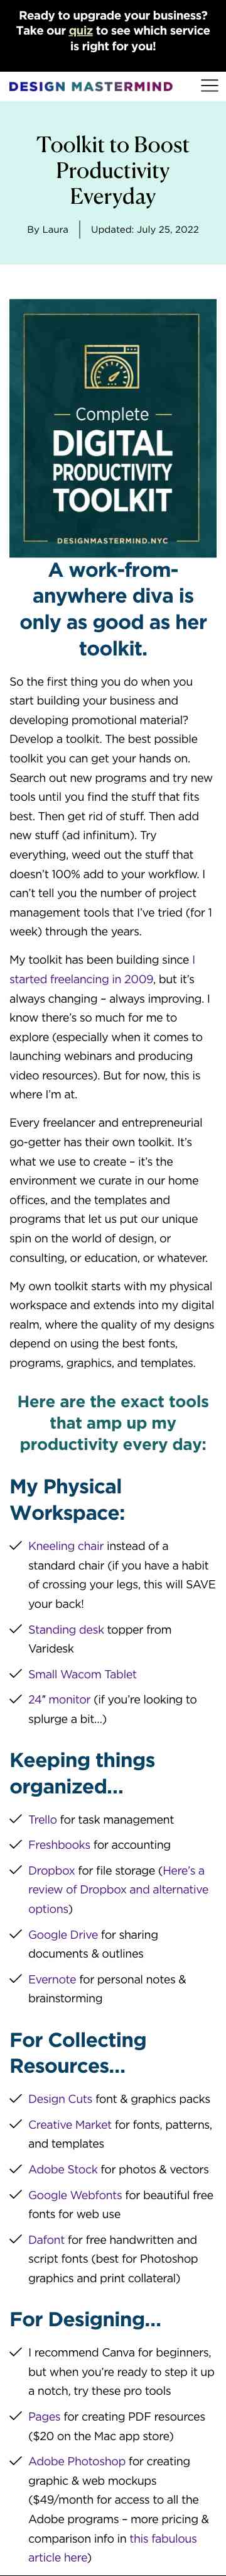 Ready to upgrade your business?
Take our quiz to see which service
is right for you!
DESIGN MASTERMIND
Toolkit to Boost
Productivity
Everyday
By Laura | Updated: July 25, 2022
Complete
DIGITAL
PRODUCTIVITY
TOOLKIT
DESIGNMASTERMIND.NYC
A work-from-
anywhere diva is
only as good as her
toolkit.
So the first thing you do when you
start building your business and
developing promotional material?
Develop a toolkit. The best possible
toolkit you can get your hands on.
Search out new programs and try new
tools until you find the stuff that fits
best. Then get rid of stuff. Then add
new stuff (ad infinitum). Try
everything, weed out the stuff that
doesn't 100% add to your workflow. I
can't tell you the number of project
management tools that I've tried (for 1
week) through the years.
My toolkit has been building since I
started freelancing in 2009, but it's
always changing – always improving. I
know there's so much for me to
explore (especially when it comes to
launching webinars and producing
video resources). But for now, this is
where I'm at.
Every freelancer and entrepreneurial
go-getter has their own toolkit. It's
what we use to create – it's the
environment we curate in our home
offices, and the templates and
programs that let us put our unique
spin on the world of design, or
consulting, or education, or whatever.
My own toolkit starts with my physical
workspace and extends into my digital
realm, where the quality of my designs
depend on using the best fonts,
programs, graphics, and templates.
Here are the exact tools
that amp up my
productivity every day:
My Physical
Workspace:
Kneeling chair instead of a
standard chair (if you have a habit
of crossing your legs, this will SAVE
your back!
Standing desk topper from
Varidesk
Small Wacom Tablet
24″ monitor (if you're looking to
splurge a bit…)
Keeping things
organized…
Trello for task management
Freshbooks for accounting
Dropbox for file storage (Here's a
review of Dropbox and alternative
options)
Google Drive for sharing
documents & outlines
Evernote for personal notes &
brainstorming
For Collecting
Resources…
Design Cuts font & graphics packs
Creative Market for fonts, patterns,
and templates
Adobe Stock for photos & vectors
Google Webfonts for beautiful free
fonts for web use
Dafont for free handwritten and
script fonts (best for Photoshop
graphics and print collateral)
For Designing…
I recommend Canva for beginners,
but when you're ready to step it up
a notch, try these pro tools
Pages for creating PDF resources
($20 on the Mac app store)
Adobe Photoshop for creating
graphic & web mockups
($49/month for access to all the
Adobe programs – more pricing &
comparison info in this fabulous
article here)